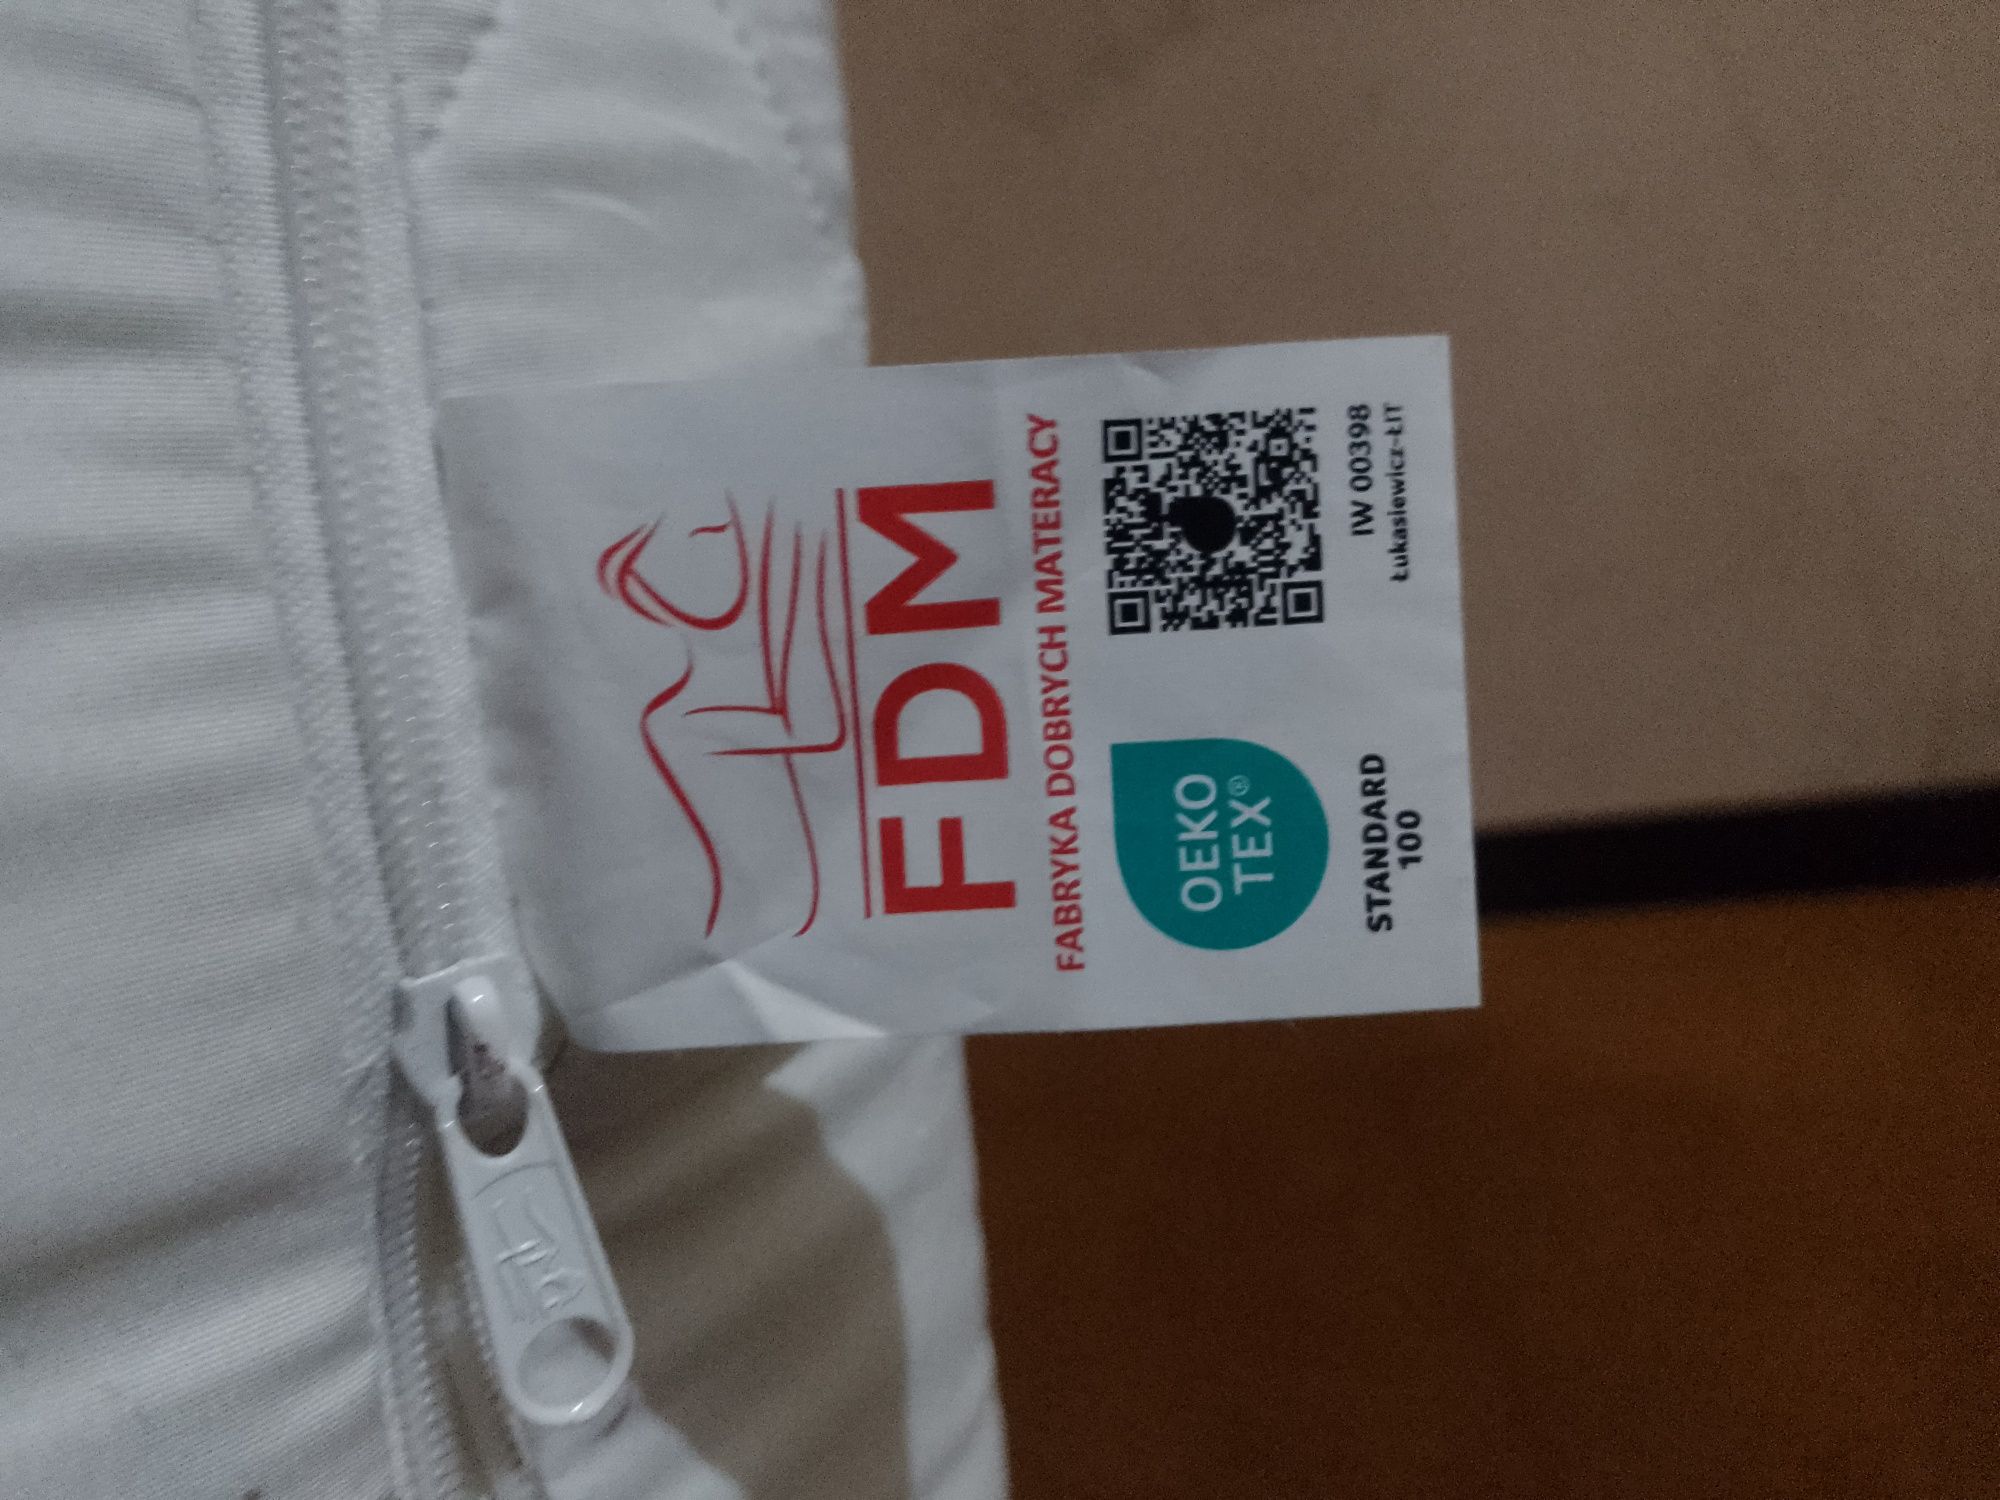 FDM
FABRYKA DOBRYCH MATERACY
OEKO
TEX®
STANDARD
100
IW 00398
Łukasiewicz-ŁIT